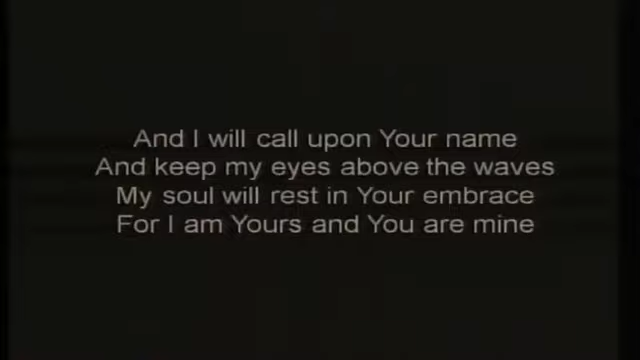 And I will call upon Your name
And keep my eyes above the waves
My soul will rest in Your embrace
For I am Yours and You are mine